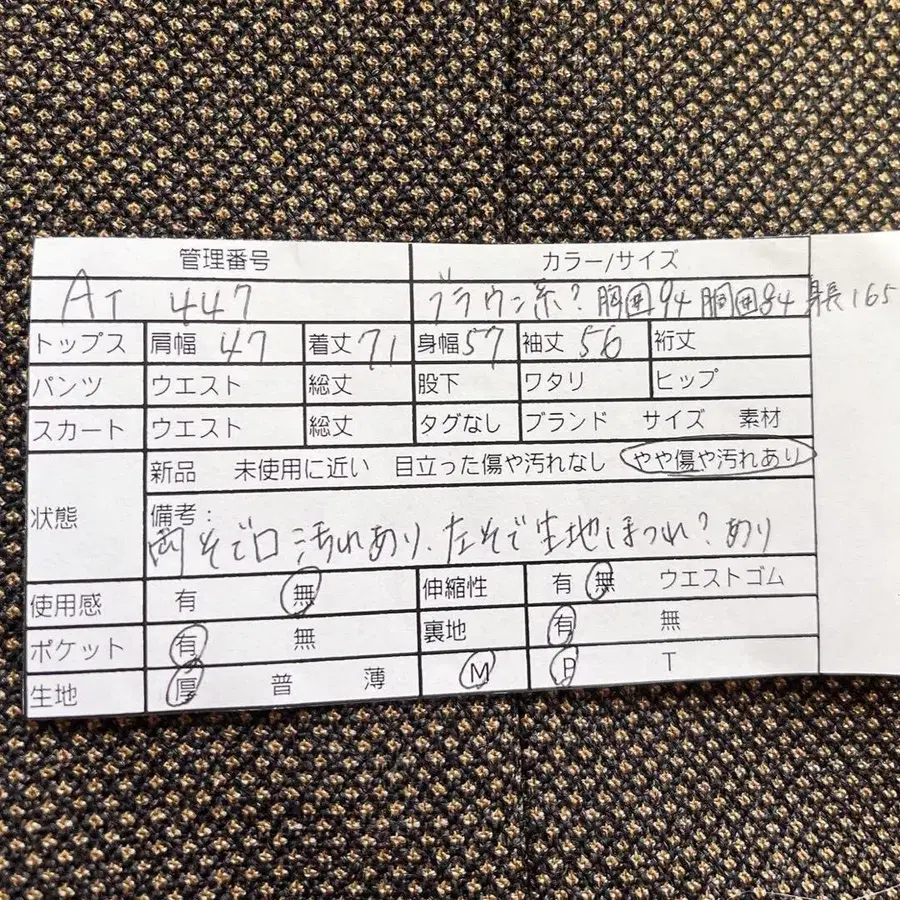 管理番号 カラー/サイズ
AT 447 ブラウン系? 胸囲94 胴囲84 身長165
トップス 肩幅 47 着丈 71 身幅 57 袖丈 56 裄丈
パンツ ウエスト 総丈 股下 ワタリ ヒップ
スカート ウエスト 総丈 タグなし ブランド サイズ 素材
状態 新品 未使用に近い 目立った傷や汚れなし やや傷や汚れあり
備考:
両そで口汚れあり、左そで生地ほつれ?あり
使用感 有 無 伸縮性 有 無 ウエストゴム
ポケット 有 無 裏地 有 無
生地 厚 普 薄 M P T